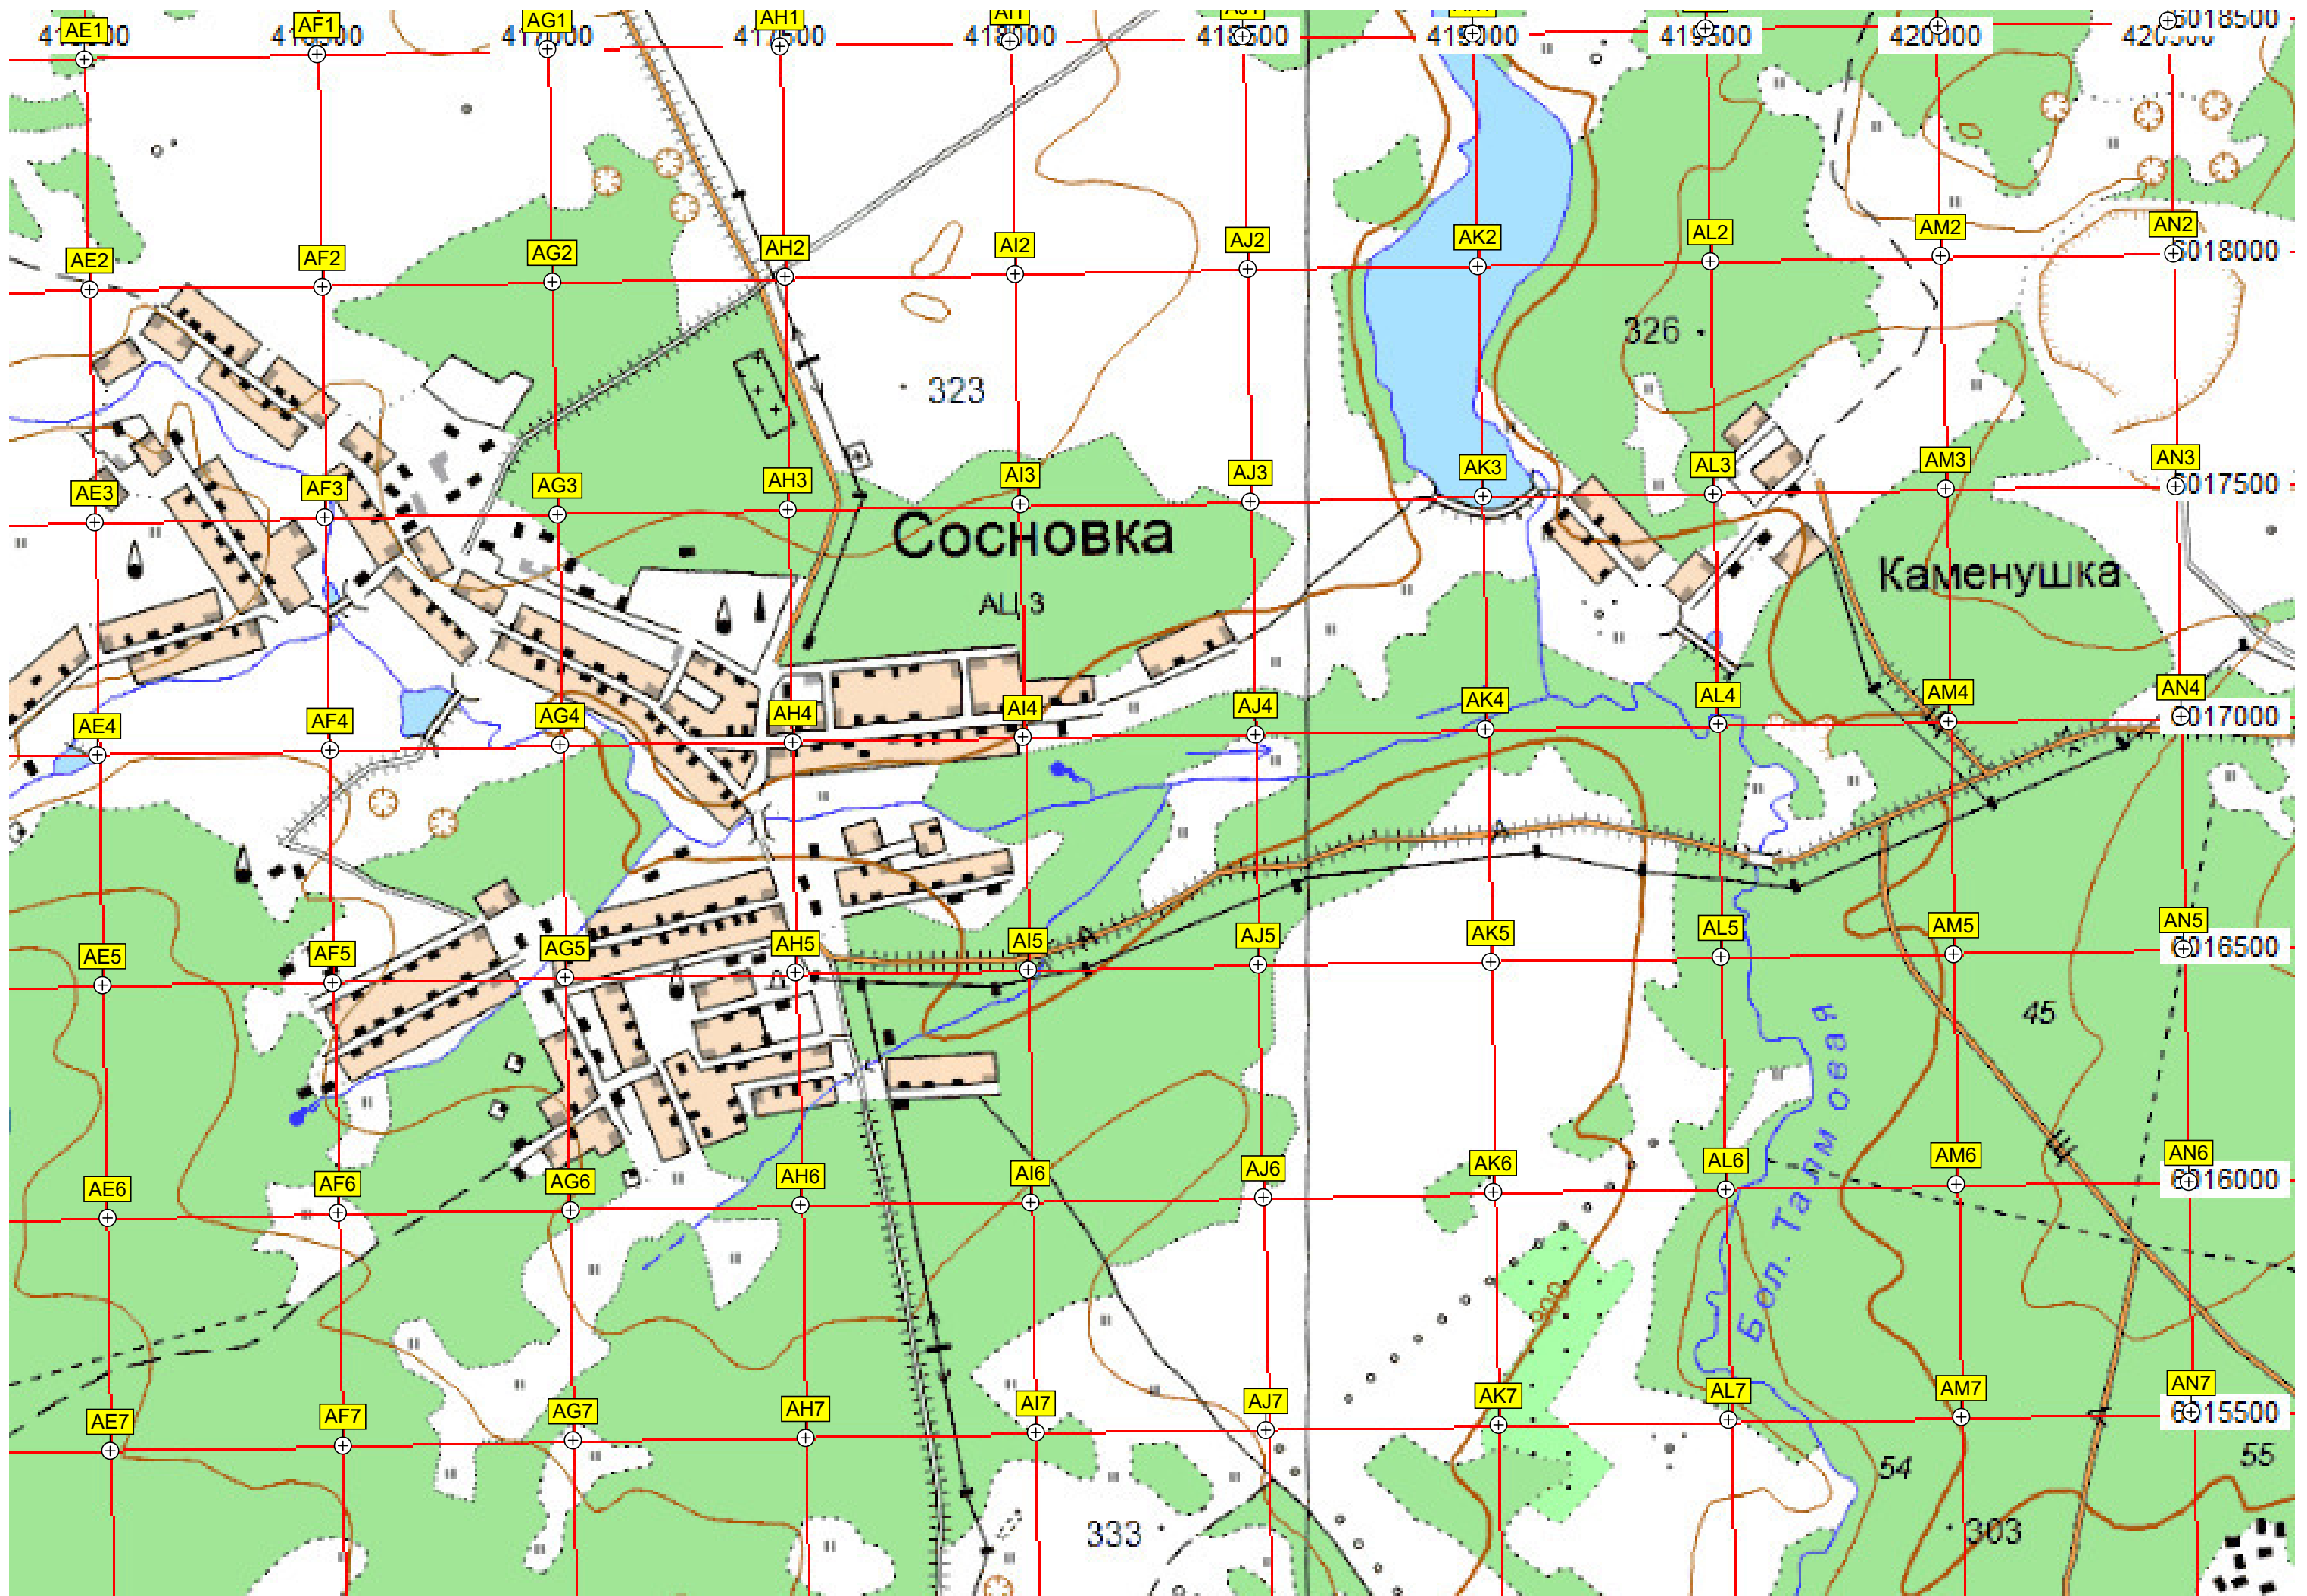 AE1 AF1 AG1 AH1 AI1 AJ1
417500 418500 419000 419500 420000 6018500
AE2 AF2 AG2 AH2 AI2 AJ2 AK2 AL2 AM2 AN2
6018000
326
323
AE3 AF3 AG3 AH3 AI3 AJ3 AK3 AL3 AM3 AN3
6017500
Сосновка
Каменушка
AE4 AF4 AG4 AH4 AI4 AJ4 AK4 AL4 AM4 AN4
6017000
AE5 AF5 AG5 AH5 AI5 AJ5 AK5 AL5 AM5 AN5
6016500
45
Бол. Талмовая
AE6 AF6 AG6 AH6 AI6 AJ6 AK6 AL6 AM6 AN6
6016000
300
AE7 AF7 AG7 AH7 AI7 AJ7 AK7 AL7 AM7 AN7
6015500
54
55
333
303